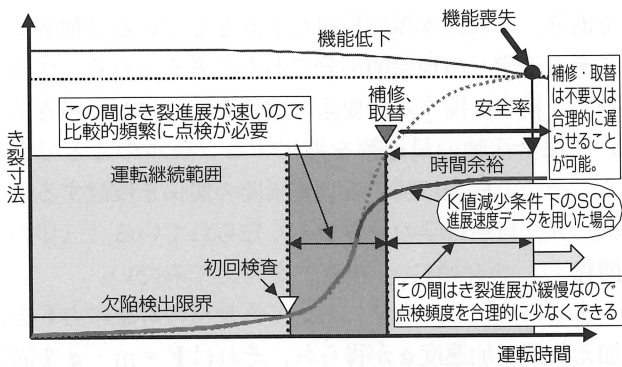 機能喪失
機能低下
補修・
取替
安全率
補修・取替
は不要又は
合理的に遅
らせること
が可能。
この間はき裂進展が速いので
比較的頻繁に点検が必要
き裂寸法
運転継続範囲
時間余裕
K値減少条件下のSCC
進展速度データを用いた場合
初回検査
欠陥検出限界
この間はき裂進展が緩慢なので
点検頻度を合理的に少なくできる
運転時間